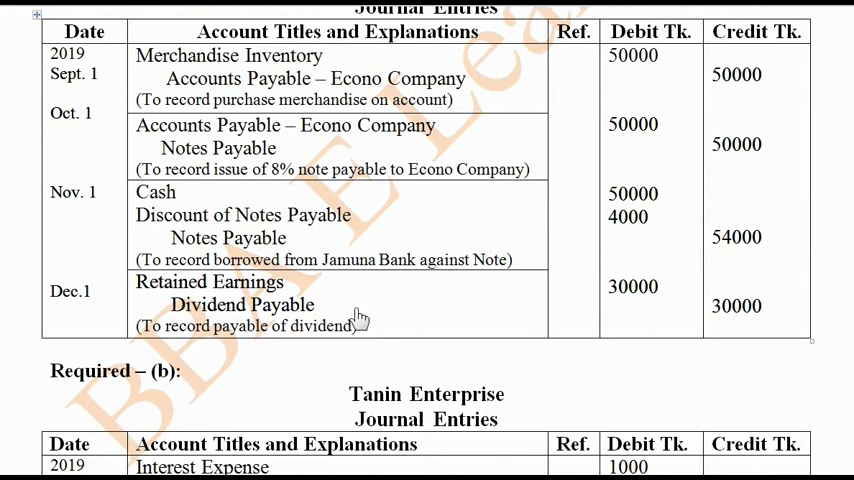 Journal Entries
Date Account Titles and Explanations Ref. Debit Tk. Credit Tk.
2019 Merchandise Inventory 50000
Sept. 1 Accounts Payable – Econo Company 50000
(To record purchase merchandise on account)
Oct. 1 Accounts Payable – Econo Company 50000
Notes Payable 50000
(To record issue of 8% note payable to Econo Company)
Nov. 1 Cash 50000
Discount of Notes Payable 4000
Notes Payable 54000
(To record borrowed from Jamuna Bank against Note)
Dec.1 Retained Earnings 30000
Dividend Payable 30000
(To record payable of dividend)
Required – (b):
Tanin Enterprise
Journal Entries
Date Account Titles and Explanations Ref. Debit Tk. Credit Tk.
2019 Interest Expense 1000
BBA E Lea